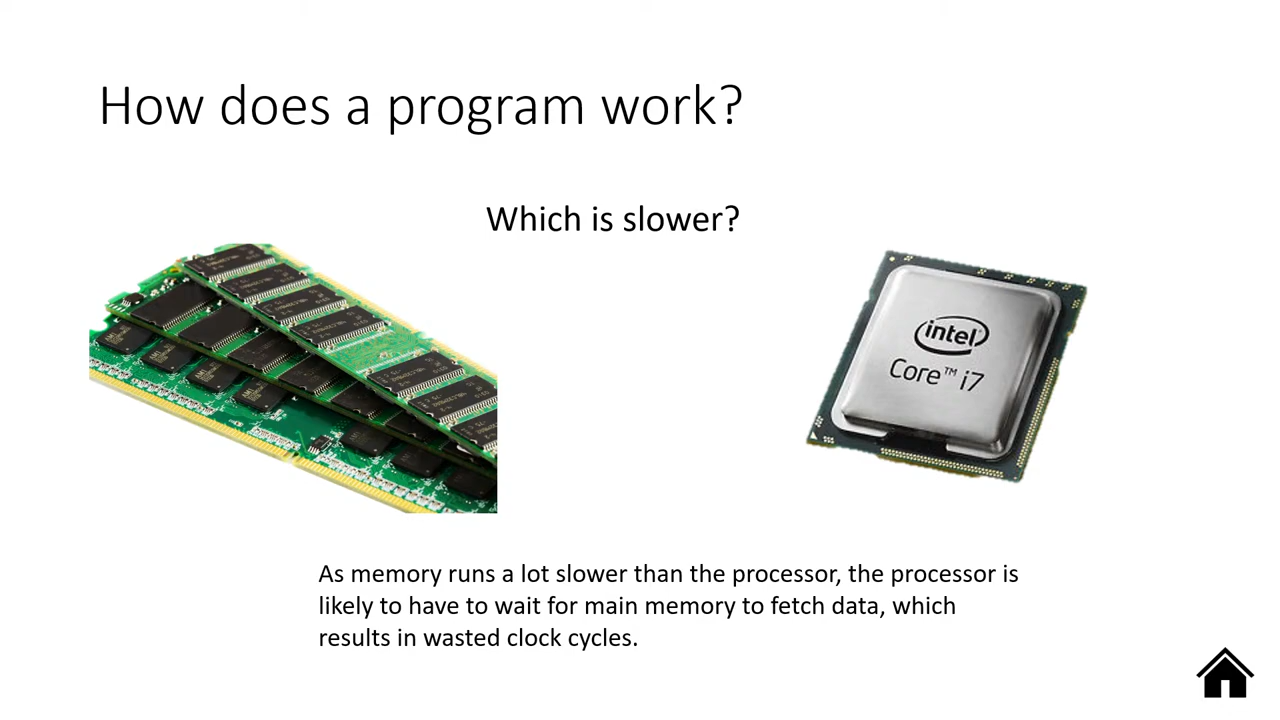 How does a program work?
Which is slower?
intel
Core™ i7
As memory runs a lot slower than the processor, the processor is
likely to have to wait for main memory to fetch data, which
results in wasted clock cycles.